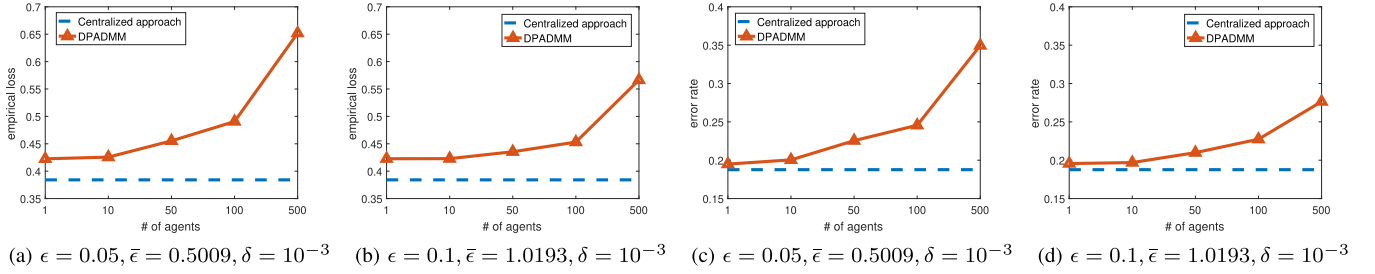 0.7
0.65
0.6
0.55
0.5
0.45
0.4
0.35
empirical loss
Centralized approach
DPADMM
1 10 50 100 500
# of agents
(a) ϵ = 0.05, ϵ̄ = 0.5009, δ = 10⁻³
0.7
0.65
0.6
0.55
0.5
0.45
0.4
0.35
empirical loss
Centralized approach
DPADMM
1 10 50 100 500
# of agents
(b) ϵ = 0.1, ϵ̄ = 1.0193, δ = 10⁻³
0.4
0.35
0.3
0.25
0.2
0.15
error rate
Centralized approach
DPADMM
1 10 50 100 500
# of agents
(c) ϵ = 0.05, ϵ̄ = 0.5009, δ = 10⁻³
0.4
0.35
0.3
0.25
0.2
0.15
error rate
Centralized approach
DPADMM
1 10 50 100 500
# of agents
(d) ϵ = 0.1, ϵ̄ = 1.0193, δ = 10⁻³